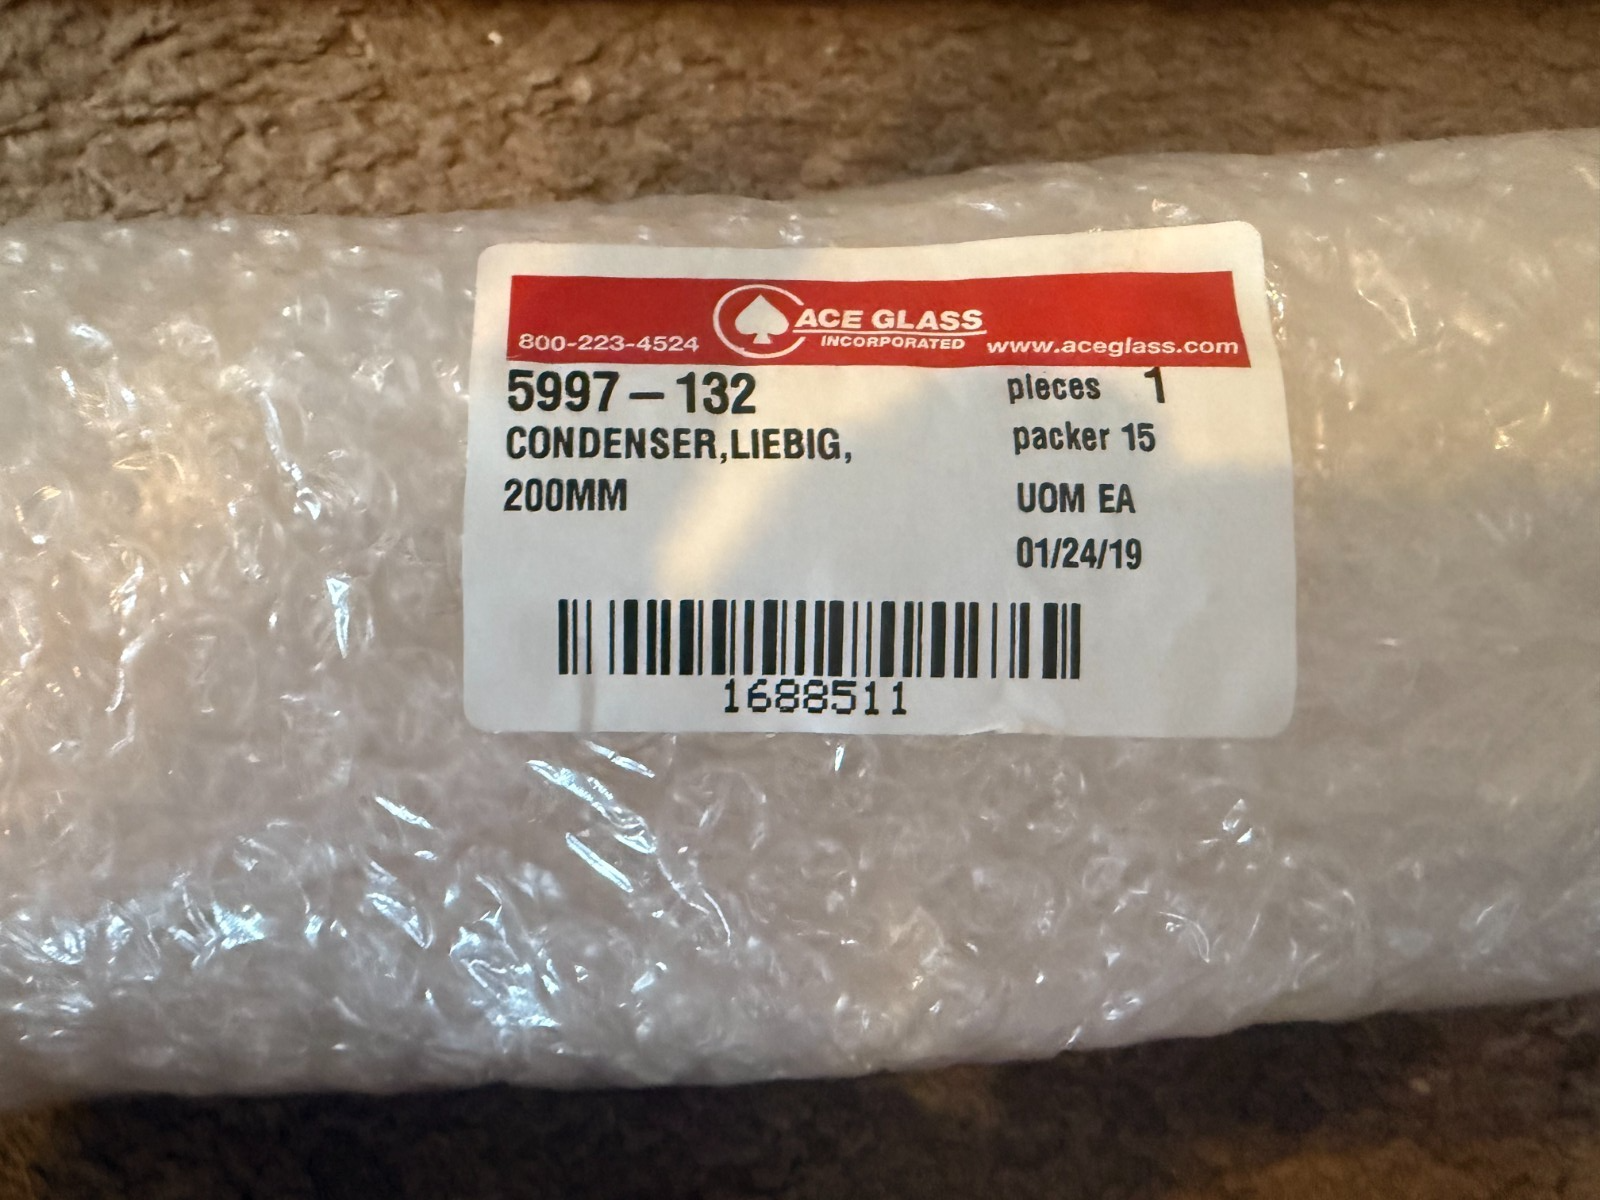 ACE GLASS
INCORPORATED
800-223-4524 www.aceglass.com
5997-132 pieces 1
CONDENSER,LIEBIG, packer 15
200MM UOM EA
01/24/19
1688511